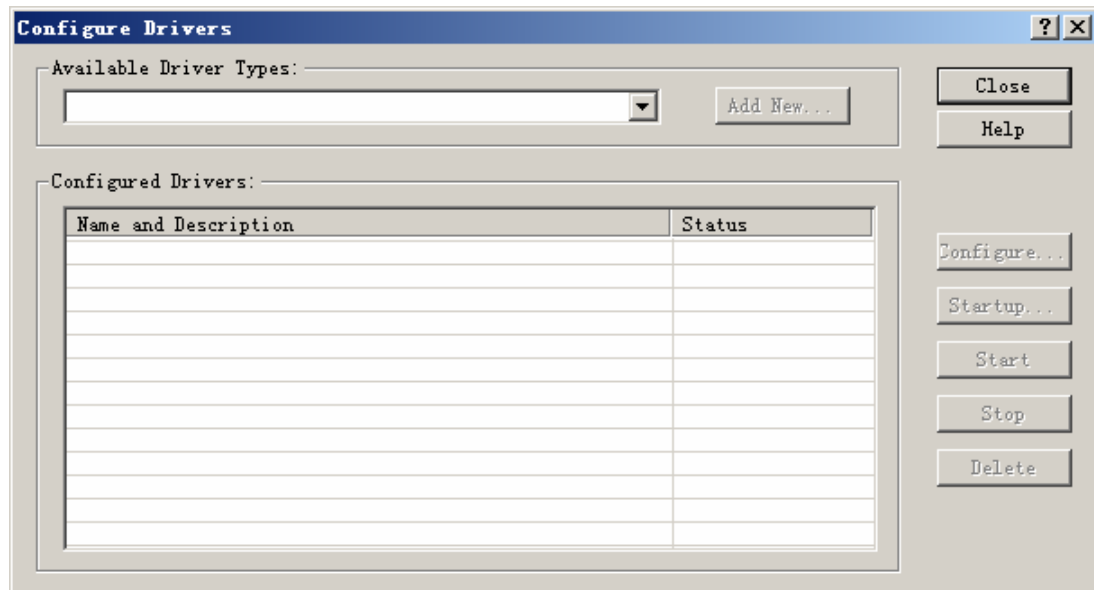 Configure Drivers
Available Driver Types:
Add New...
Close
Help
Configured Drivers:
Name and Description
Status
Configure...
Startup...
Start
Stop
Delete